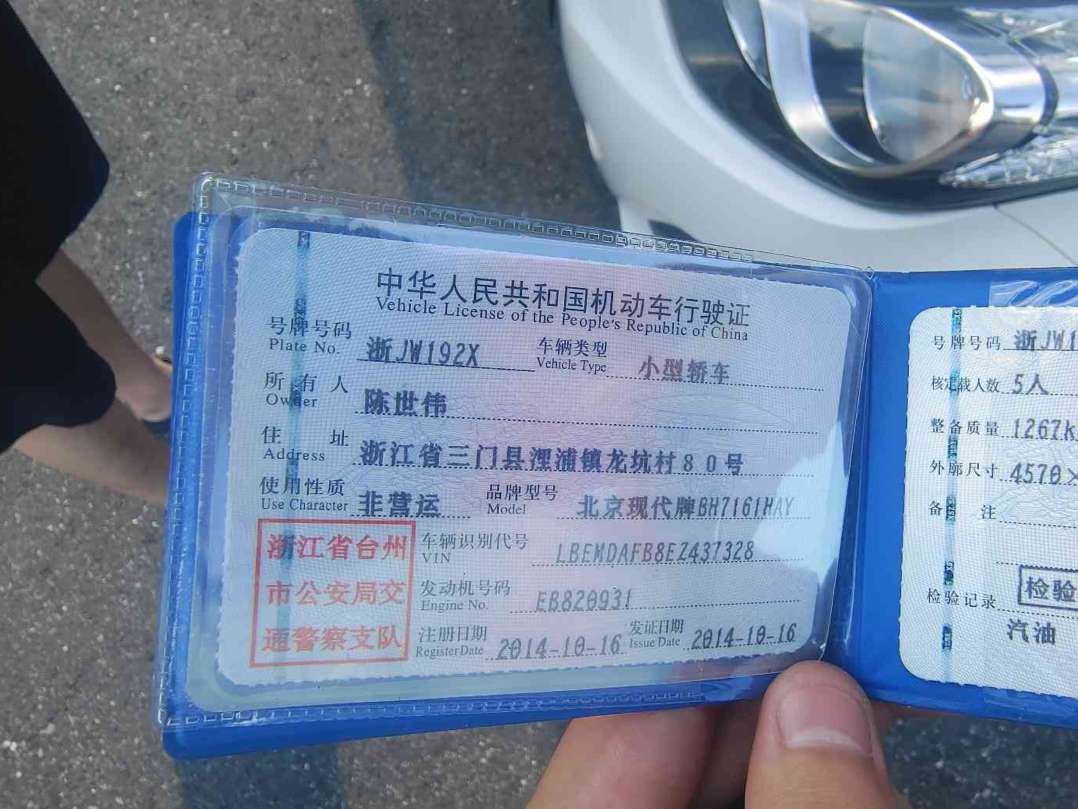 中华人民共和国机动车行驶证
Vehicle License of the People's Republic of China
号牌号码 浙JW192X 车辆类型 小型轿车
Plate No. Vehicle Type
所有人 陈世伟
Owner
住址 浙江省三门县浬浦镇龙坑村80号
Address
使用性质 非营运 品牌型号 北京现代牌BH7161HAY
Use Character Model
浙江省台州
市公安局交
通警察支队
车辆识别代号 LBEMDAFB8EZ437328
VIN
发动机号码 EB820931
Engine No.
注册日期 2014-10-16 发证日期 2014-10-16
Register Date Issue Date
号牌号码 浙JW1
核定载人数 5人
整备质量 1267k
外廓尺寸 4570×
备注
检验记录 检验
汽油